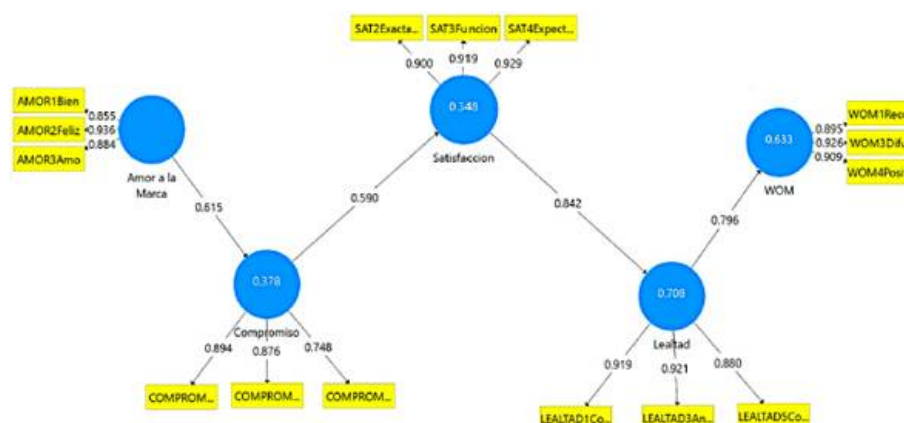 SAT2Exacta...
SAT3Funcion
SAT4Expect...
0.900
0.919
0.929
0.348
Satisfaccion
AMOR1Bien
AMOR2Feliz
AMOR3Amo
0.855
0.936
0.884
Amor a la
Marca
0.615
0.590
0.842
0.633
WOM
0.895
0.926
0.909
WOM1Reco
WOM3Difu
WOM4Posi
0.796
0.378
Compromiso
0.894
0.876
0.748
COMPROM...
COMPROM...
COMPROM...
0.708
Lealtad
0.919
0.921
0.880
LEALTAD1Co...
LEALTAD3An...
LEALTAD5Co...